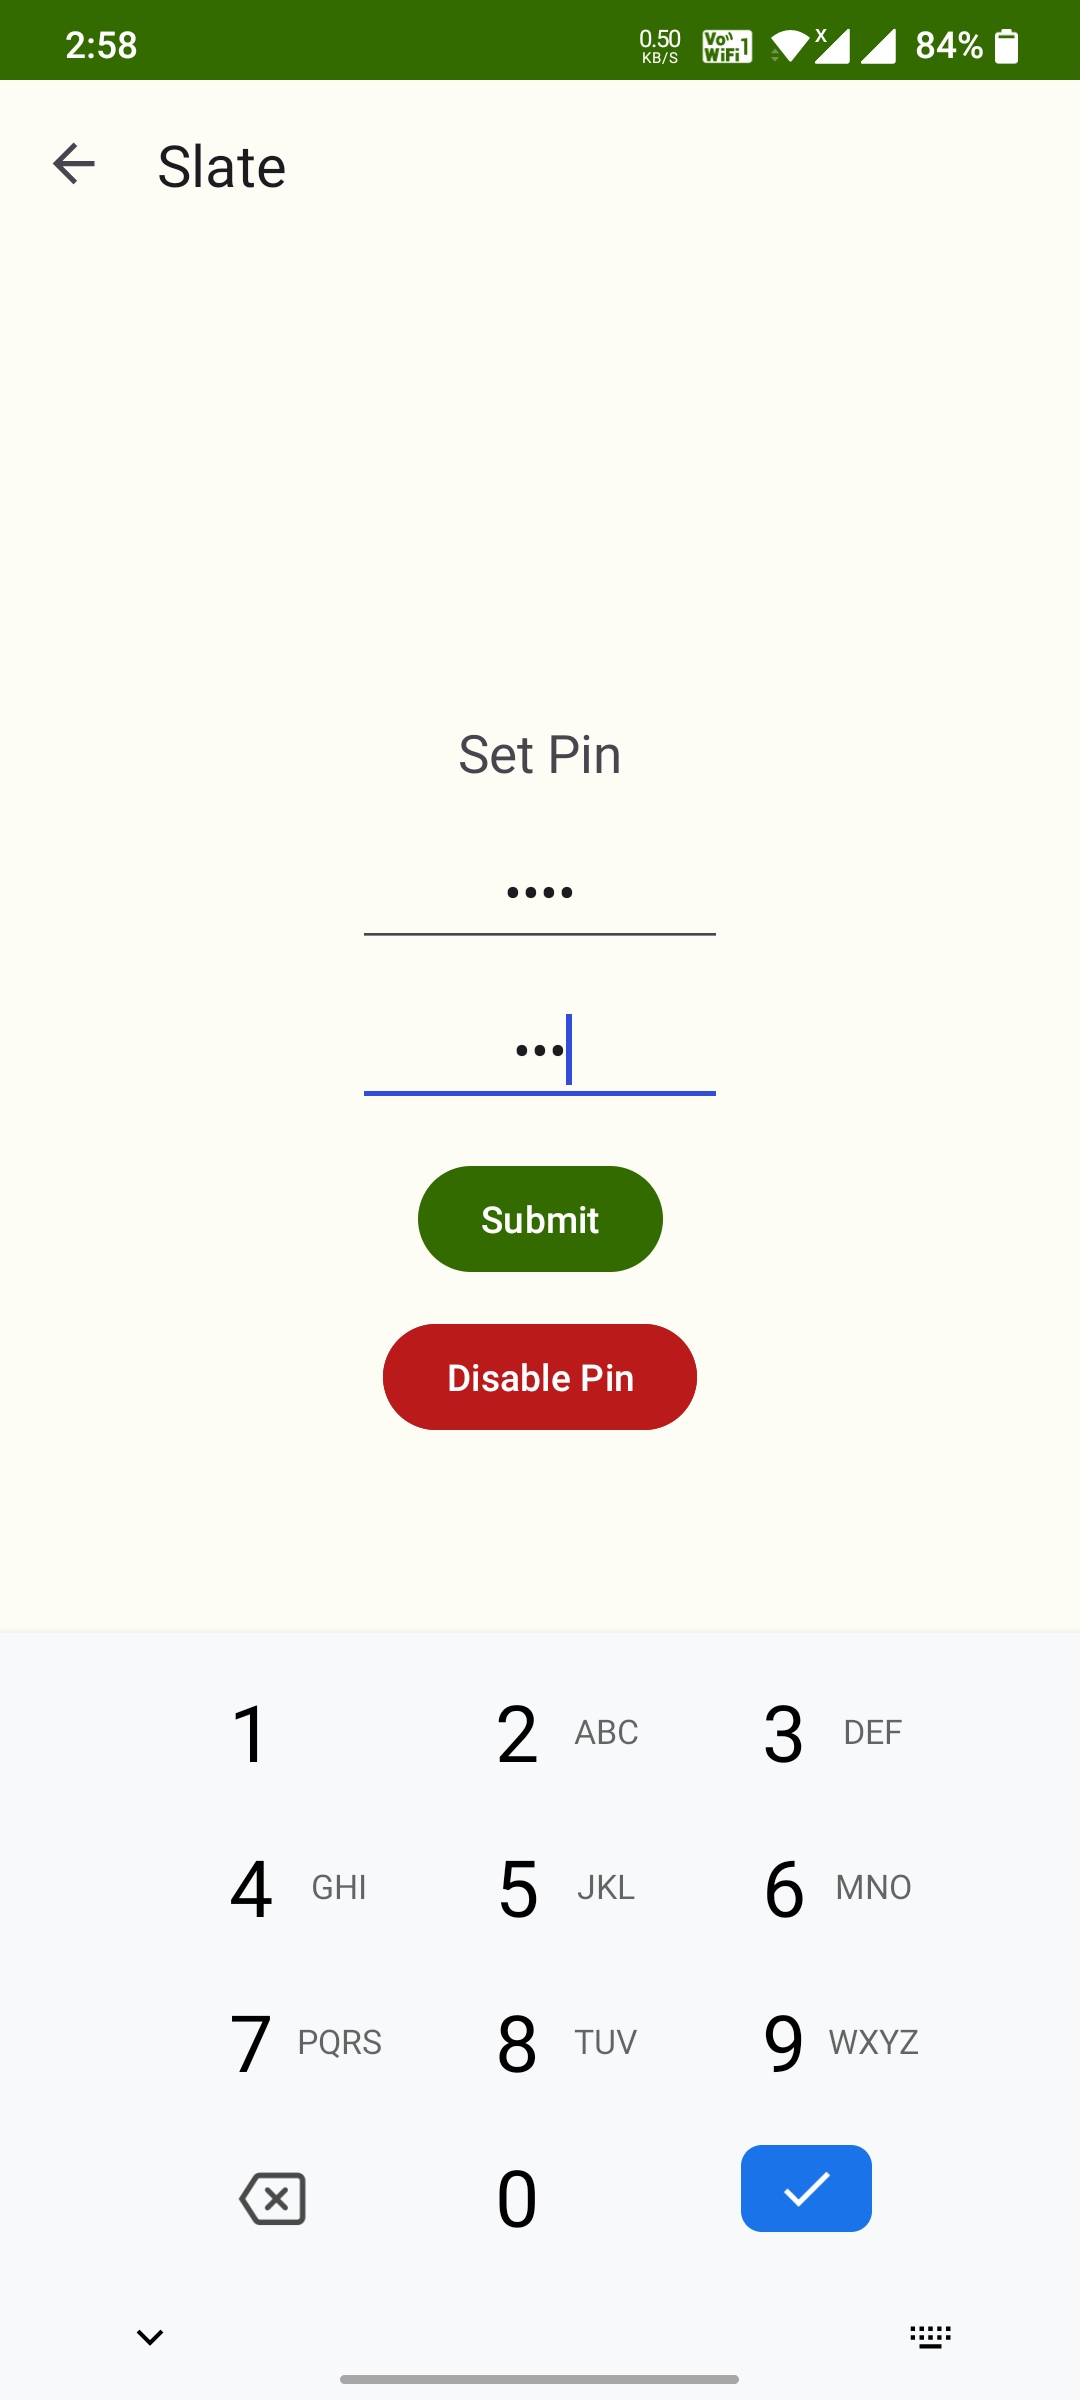 2:58
0.50
KB/S
Vo))
WiFi 1
X
84%
Slate
Set Pin
••••
•••
Submit
Disable Pin
1
2 ABC
3 DEF
4 GHI
5 JKL
6 MNO
7 PQRS
8 TUV
9 WXYZ
0